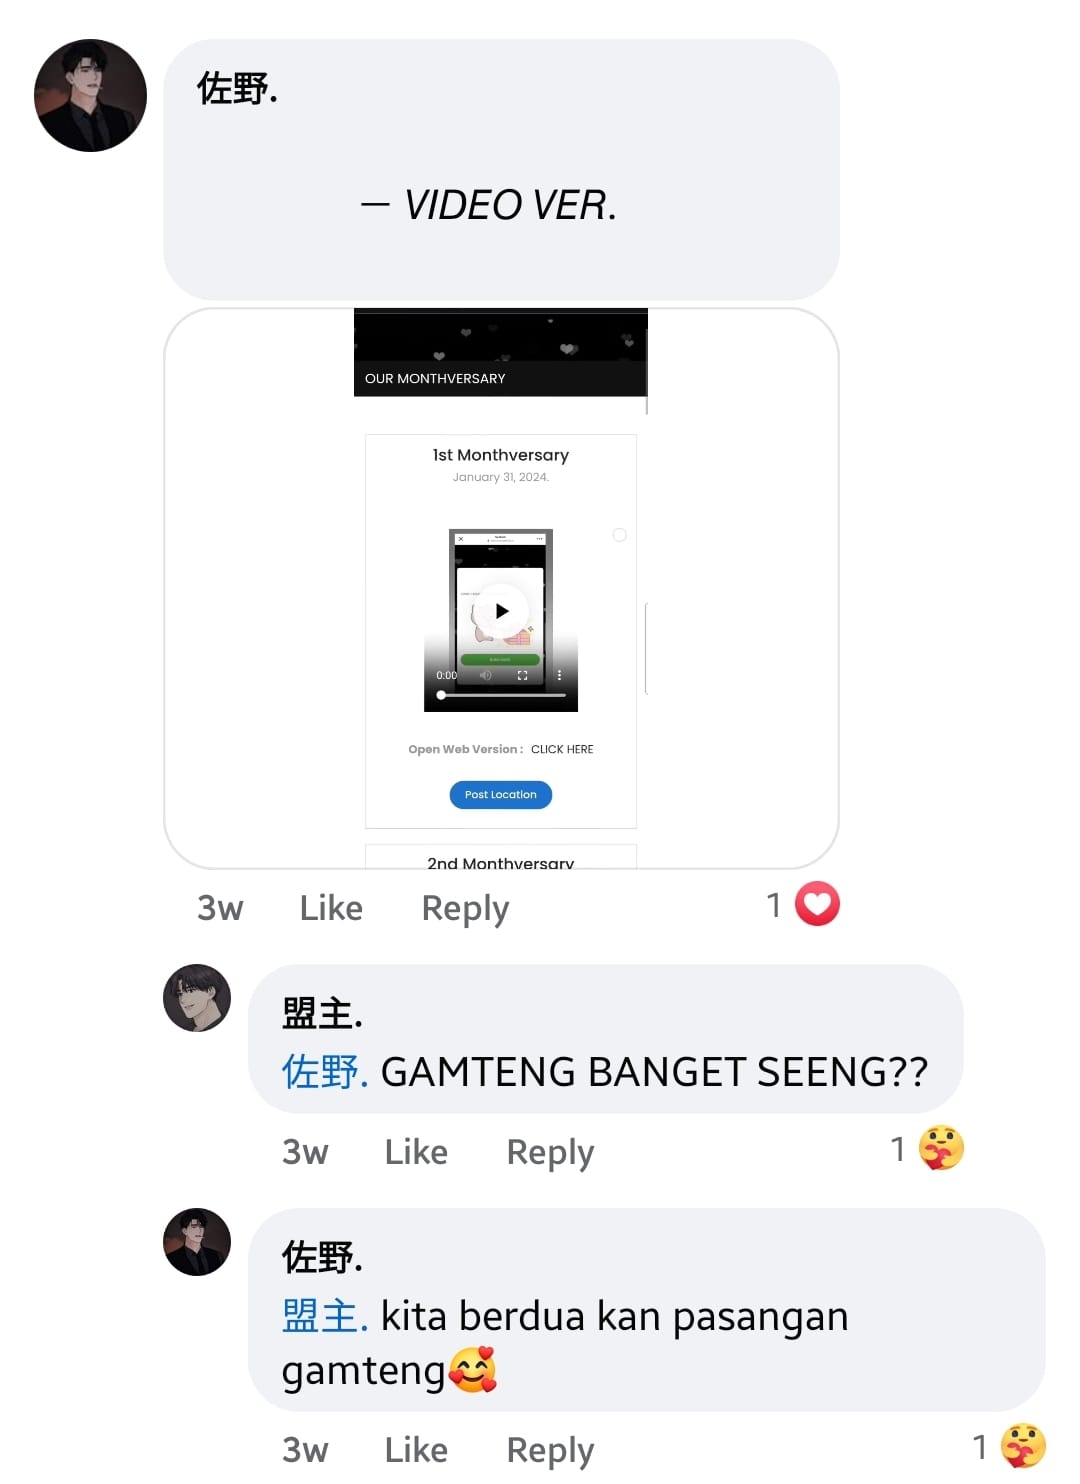 佐野.
— VIDEO VER.
OUR MONTHVERSARY
1st Monthversary
January 31, 2024.
0:00
Open Web Version : CLICK HERE
Post Location
2nd Monthversary
3w Like Reply 1
盟主.
佐野. GAMTENG BANGET SEENG??
3w Like Reply 1
佐野.
盟主. kita berdua kan pasangan
gamteng🥰
3w Like Reply 1